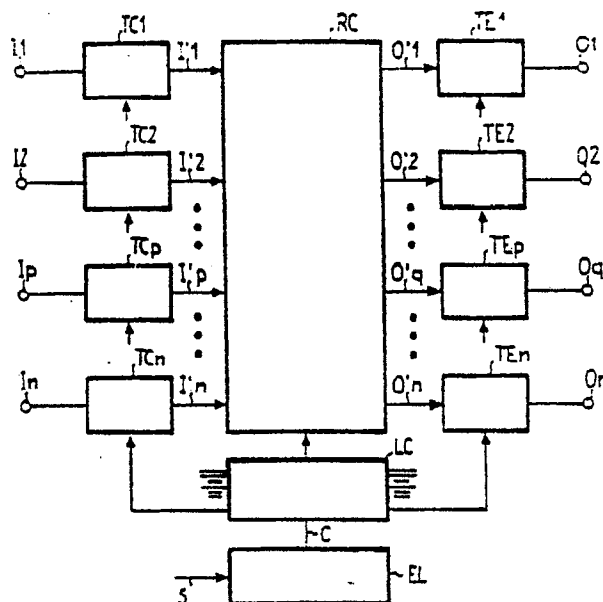 TC1 RC TE1
I1 I'1 O'1 O1
TC2 TE2
I2 I'2 O'2 O2
TCp TEp
Ip I'p O'q Oq
TCn TEn
In I'n O'n On
LC
C
S EL